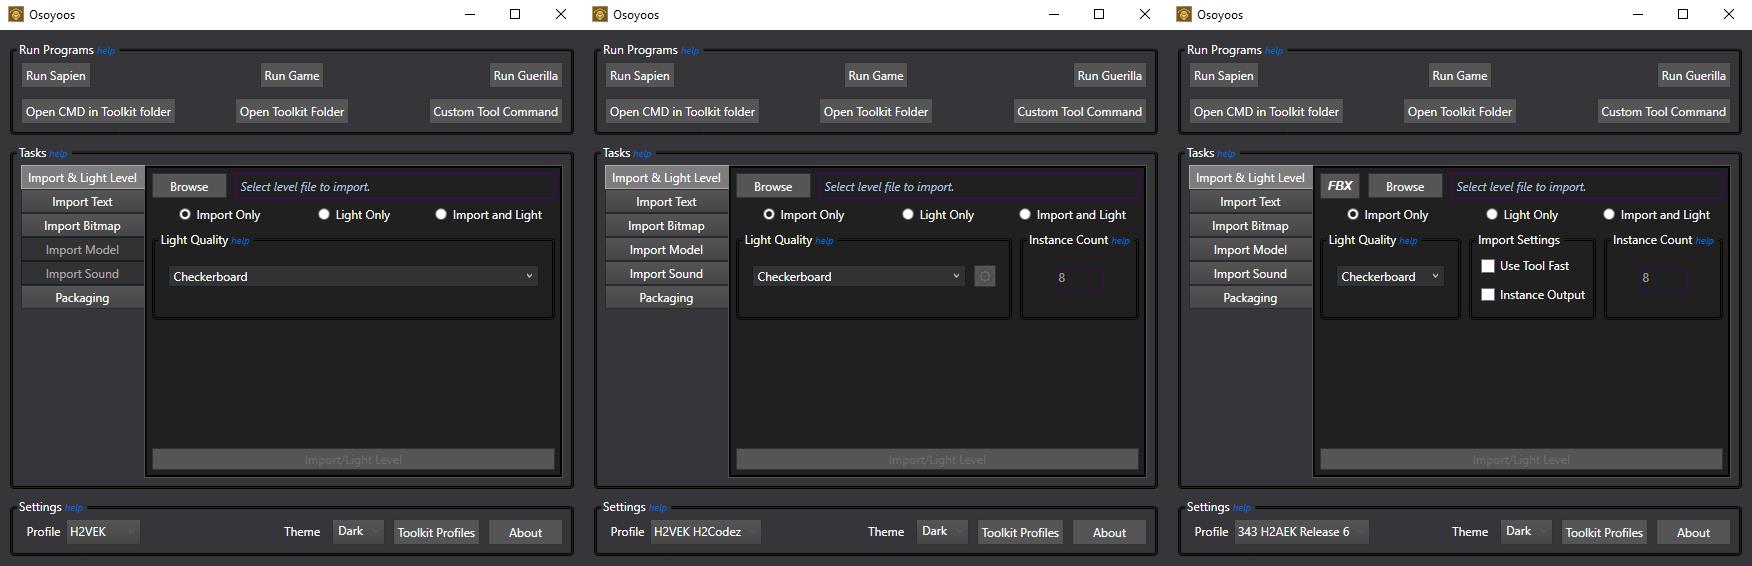 Osoyoos
Run Programs help
Run Sapien
Run Game
Run Guerilla
Open CMD in Toolkit folder
Open Toolkit Folder
Custom Tool Command
Tasks help
Import & Light Level
Import Text
Import Bitmap
Import Model
Import Sound
Packaging
Browse
Select level file to import.
Import Only
Light Only
Import and Light
Light Quality help
Checkerboard
Import/Light Level
Settings help
Profile
H2VEK
Theme
Dark
Toolkit Profiles
About
Osoyoos
Run Programs help
Run Sapien
Run Game
Run Guerilla
Open CMD in Toolkit folder
Open Toolkit Folder
Custom Tool Command
Tasks help
Import & Light Level
Import Text
Import Bitmap
Import Model
Import Sound
Packaging
Browse
Select level file to import.
Import Only
Light Only
Import and Light
Light Quality help
Checkerboard
Instance Count help
8
Import/Light Level
Settings help
Profile
H2VEK H2Codez
Theme
Dark
Toolkit Profiles
About
Osoyoos
Run Programs help
Run Sapien
Run Game
Run Guerilla
Open CMD in Toolkit folder
Open Toolkit Folder
Custom Tool Command
Tasks help
Import & Light Level
Import Text
Import Bitmap
Import Model
Import Sound
Packaging
FBX
Browse
Select level file to import.
Import Only
Light Only
Import and Light
Light Quality help
Checkerboard
Import Settings
Use Tool Fast
Instance Output
Instance Count help
8
Import/Light Level
Settings help
Profile
343 H2AEK Release 6
Theme
Dark
Toolkit Profiles
About